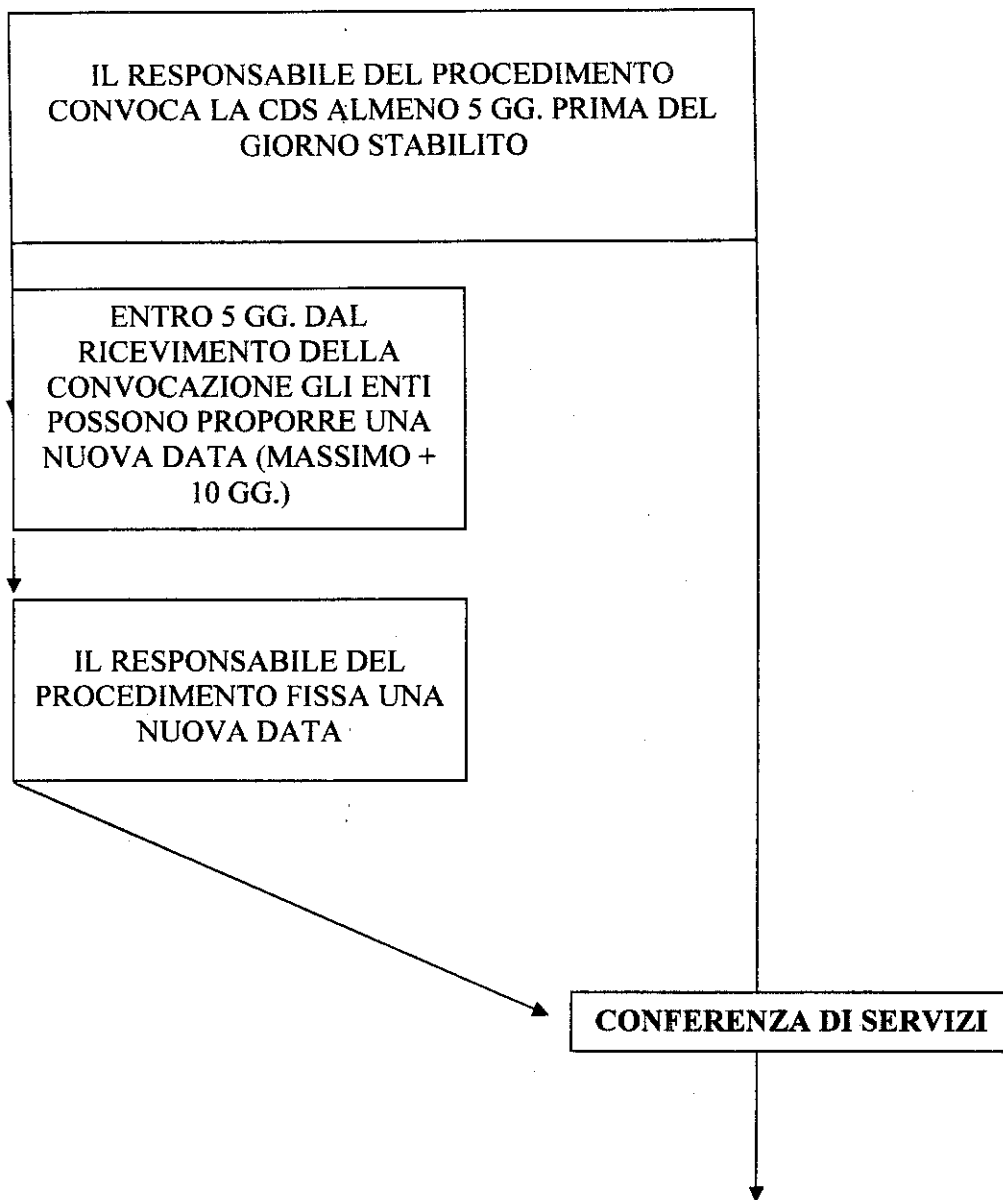 IL RESPONSABILE DEL PROCEDIMENTO
CONVOCA LA CDS ALMENO 5 GG. PRIMA DEL
GIORNO STABILITO
ENTRO 5 GG. DAL
RICEVIMENTO DELLA
CONVOCAZIONE GLI ENTI
POSSONO PROPORRE UNA
NUOVA DATA (MASSIMO +
10 GG.)
IL RESPONSABILE DEL
PROCEDIMENTO FISSA UNA
NUOVA DATA
CONFERENZA DI SERVIZI